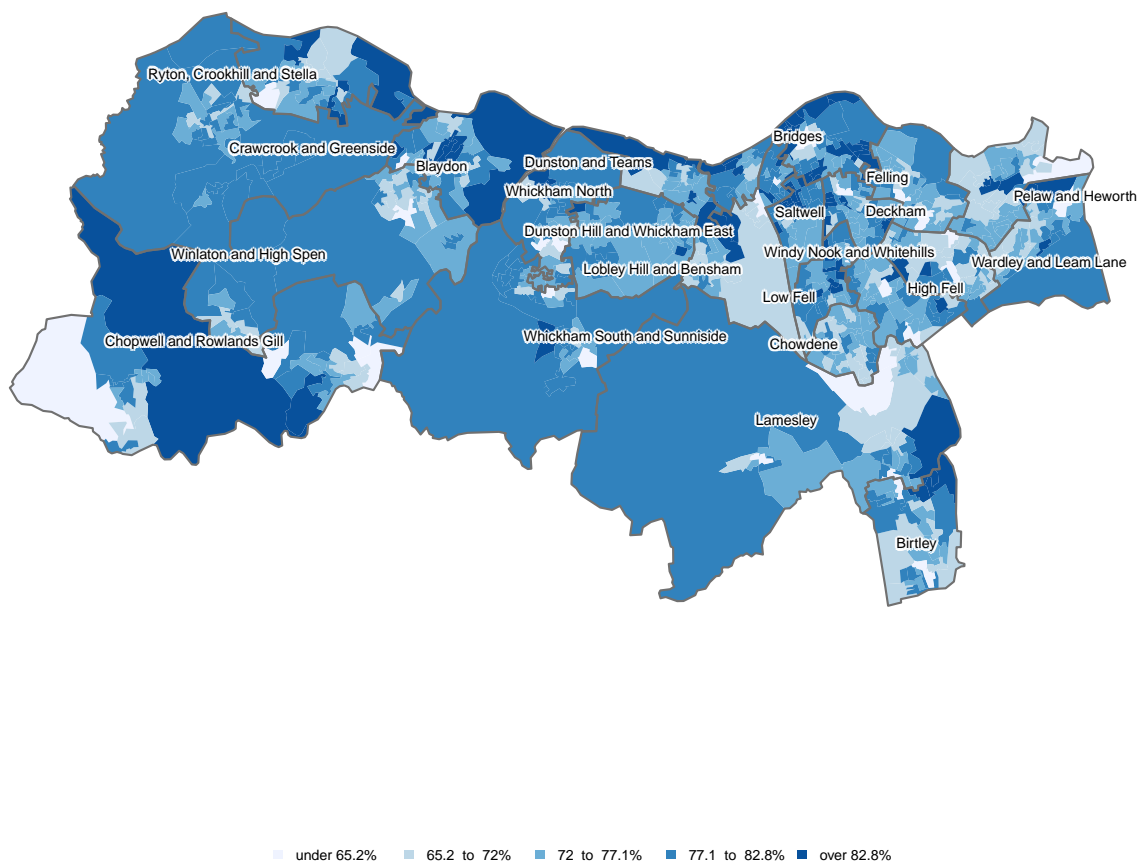 Ryton, Crookhill and Stella
Bridges
Crawcrook and Greenside
Blaydon
Dunston and Teams
Felling
Whickham North
Pelaw and Heworth
Saltwell
Deckham
Dunston Hill and Whickham East
Winlaton and High Spen
Windy Nook and Whitehills
Lobley Hill and Bensham
Wardley and Leam Lane
High Fell
Low Fell
Chopwell and Rowlands Gill
Whickham South and Sunniside
Chowdene
Lamesley
Birtley
under 65.2%
65.2 to 72%
72 to 77.1%
77.1 to 82.8%
over 82.8%